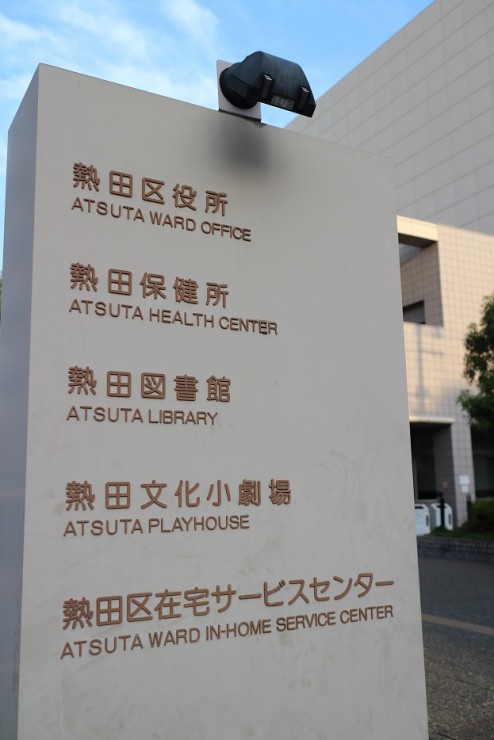 熱田区役所
ATSUTA WARD OFFICE
熱田保健所
ATSUTA HEALTH CENTER
熱田図書館
ATSUTA LIBRARY
熱田文化小劇場
ATSUTA PLAYHOUSE
熱田区在宅サービスセンター
ATSUTA WARD IN-HOME SERVICE CENTER